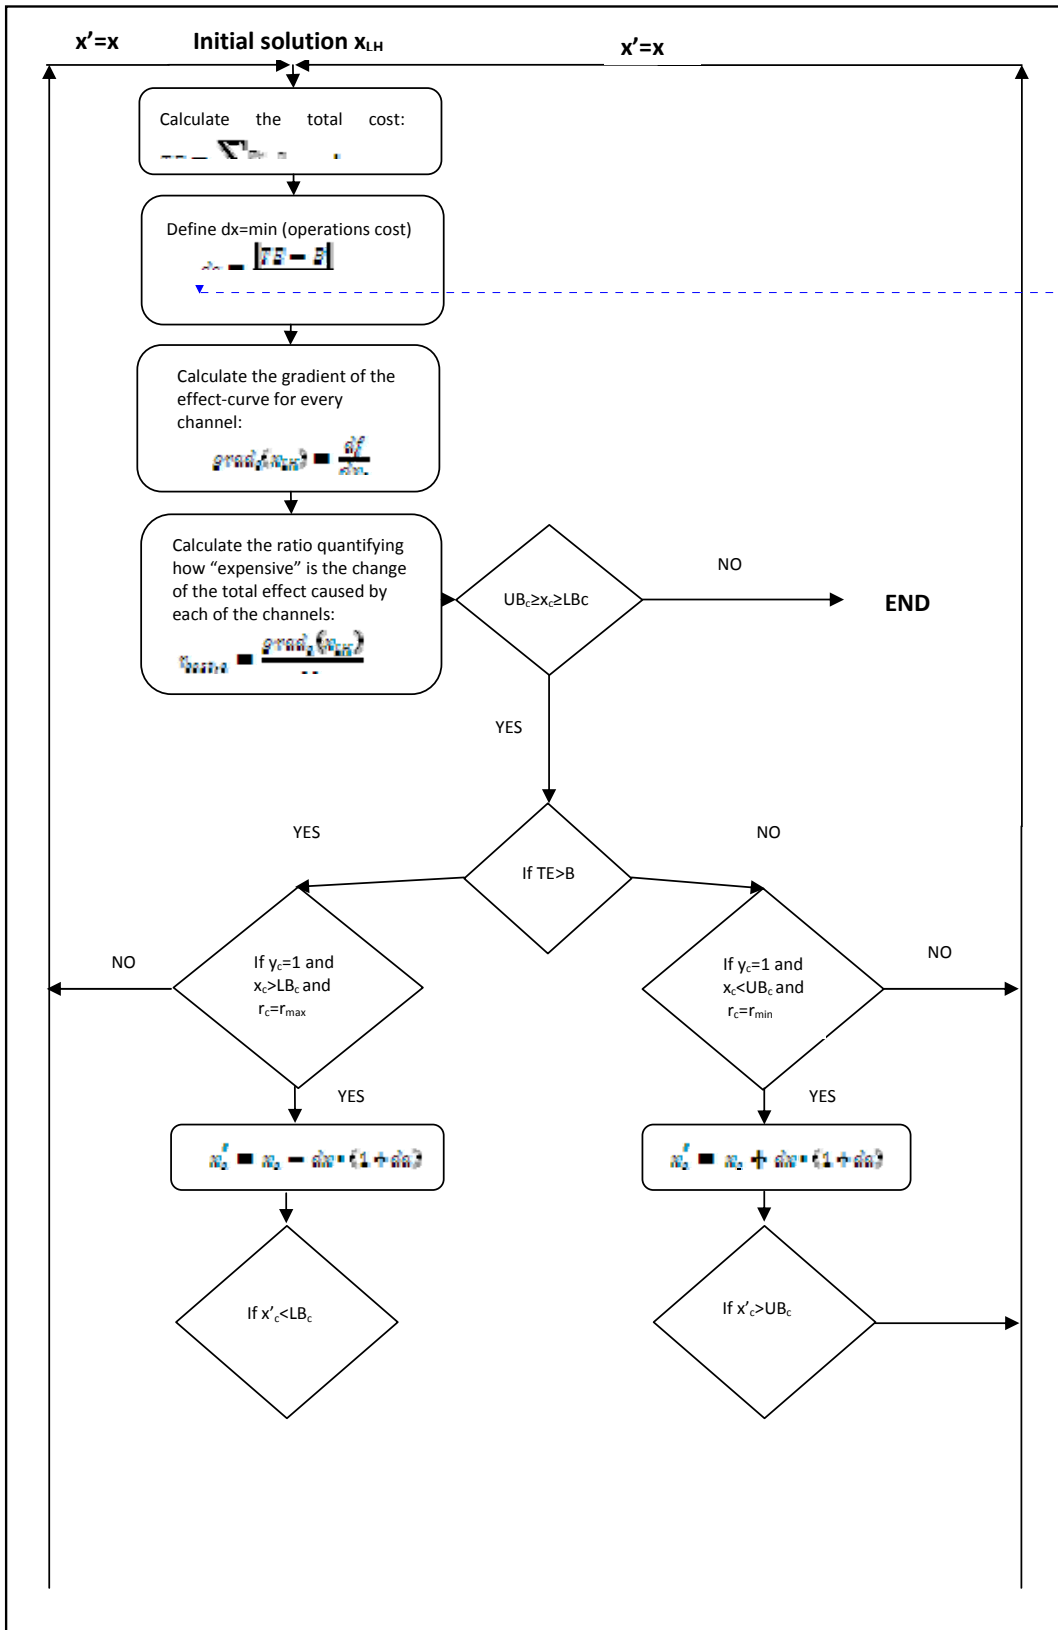 x'=x
Initial solution xLH
x'=x
Calculate the total cost:
Define dx=min (operations cost)
Calculate the gradient of the
effect-curve for every
channel:
Calculate the ratio quantifying
how “expensive” is the change
of the total effect caused by
each of the channels:
UBc≥xc≥LBc
NO
END
YES
YES
If TE>B
NO
NO
If yc=1 and
xc>LBc and
rc=rmax
If yc=1 and
xc<UBc and
rc=rmin
NO
YES
YES
If x'c<LBc
If x'c>UBc